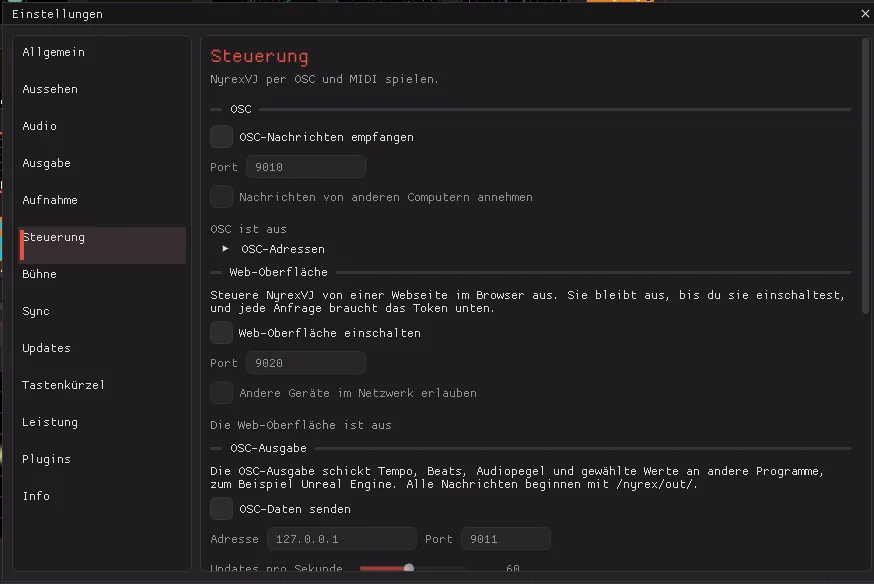 Einstellungen
Allgemein
Aussehen
Audio
Ausgabe
Aufnahme
Steuerung
Bühne
Sync
Updates
Tastenkürzel
Leistung
Plugins
Info
Steuerung
NyrexVJ per OSC und MIDI spielen.
OSC
OSC-Nachrichten empfangen
Port 9010
Nachrichten von anderen Computern annehmen
OSC ist aus
OSC-Adressen
Web-Oberfläche
Steuere NyrexVJ von einer Webseite im Browser aus. Sie bleibt aus, bis du sie einschaltest,
und jede Anfrage braucht das Token unten.
Web-Oberfläche einschalten
Port 9020
Andere Geräte im Netzwerk erlauben
Die Web-Oberfläche ist aus
OSC-Ausgabe
Die OSC-Ausgabe schickt Tempo, Beats, Audiopegel und gewählte Werte an andere Programme,
zum Beispiel Unreal Engine. Alle Nachrichten beginnen mit /nyrex/out/.
OSC-Daten senden
Adresse 127.0.0.1 Port 9011
Updates pro Sekunde 60